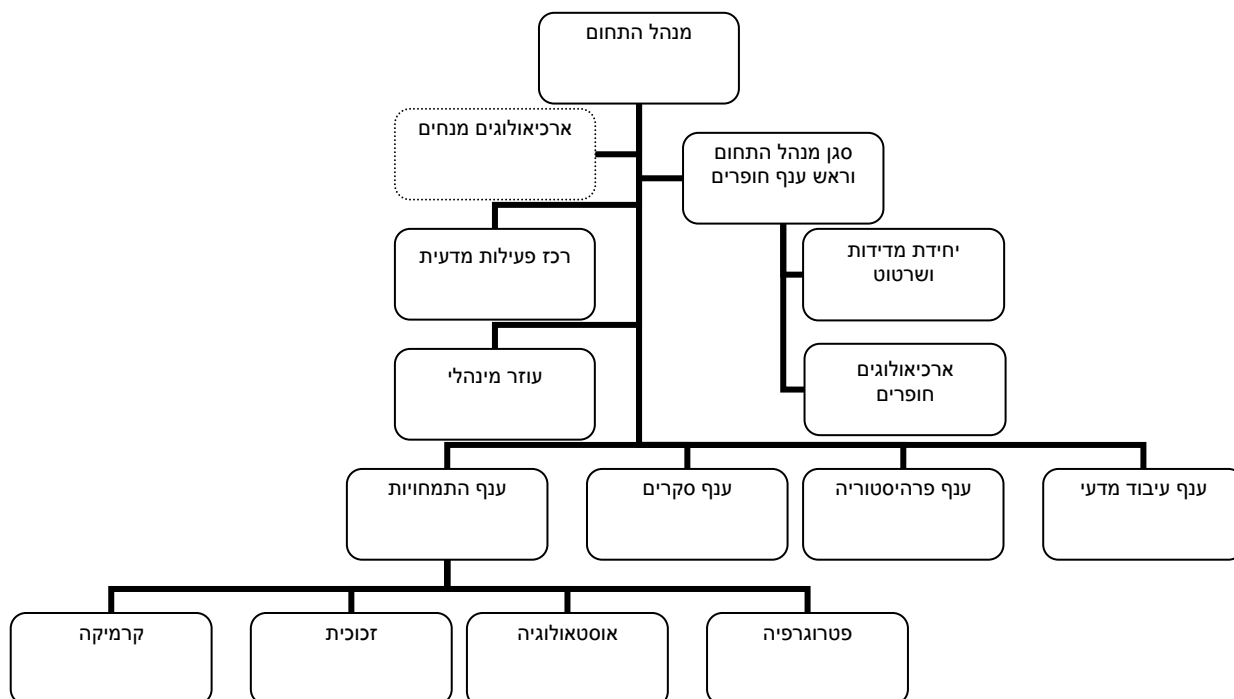 מנהל התחום
ארכיאולוגים מנחים
סגן מנהל התחום
וראש ענף חופרים
רכז פעילות מדעית
יחידת מדידות
ושרטוט
עוזר מינהלי
ארכיאולוגים
חופרים
ענף עיבוד מדעי
ענף פרהיסטוריה
ענף סקרים
ענף התמחויות
פטרוגרפיה
אוסטאולוגיה
זכוכית
קרמיקה